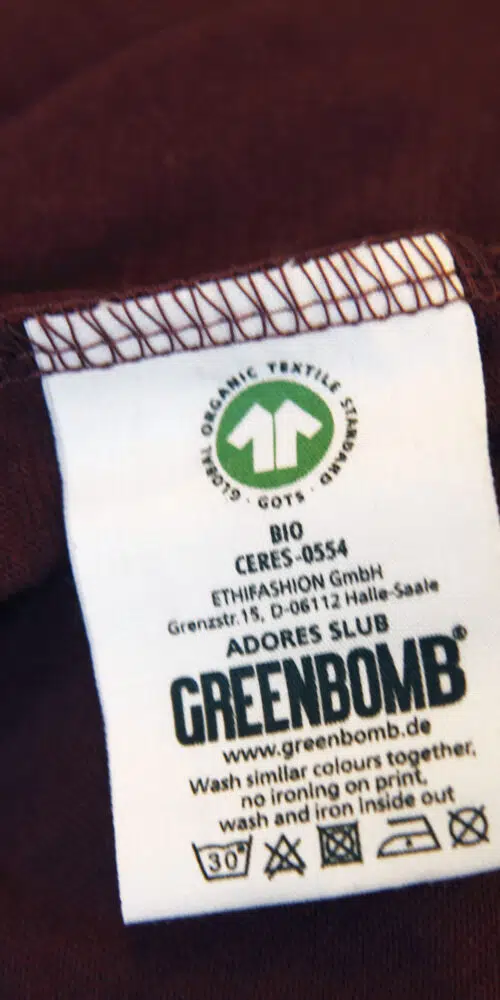 GLOBAL ORGANIC TEXTILE STANDARD · GOTS ·
BIO
CERES-0554
ETHIFASHION GmbH
Grenzstr.15, D-06112 Halle-Saale
ADORES SLUB
GREENBOMB®
www.greenbomb.de
Wash similar colours together,
no ironing on print,
wash and iron inside out
30°